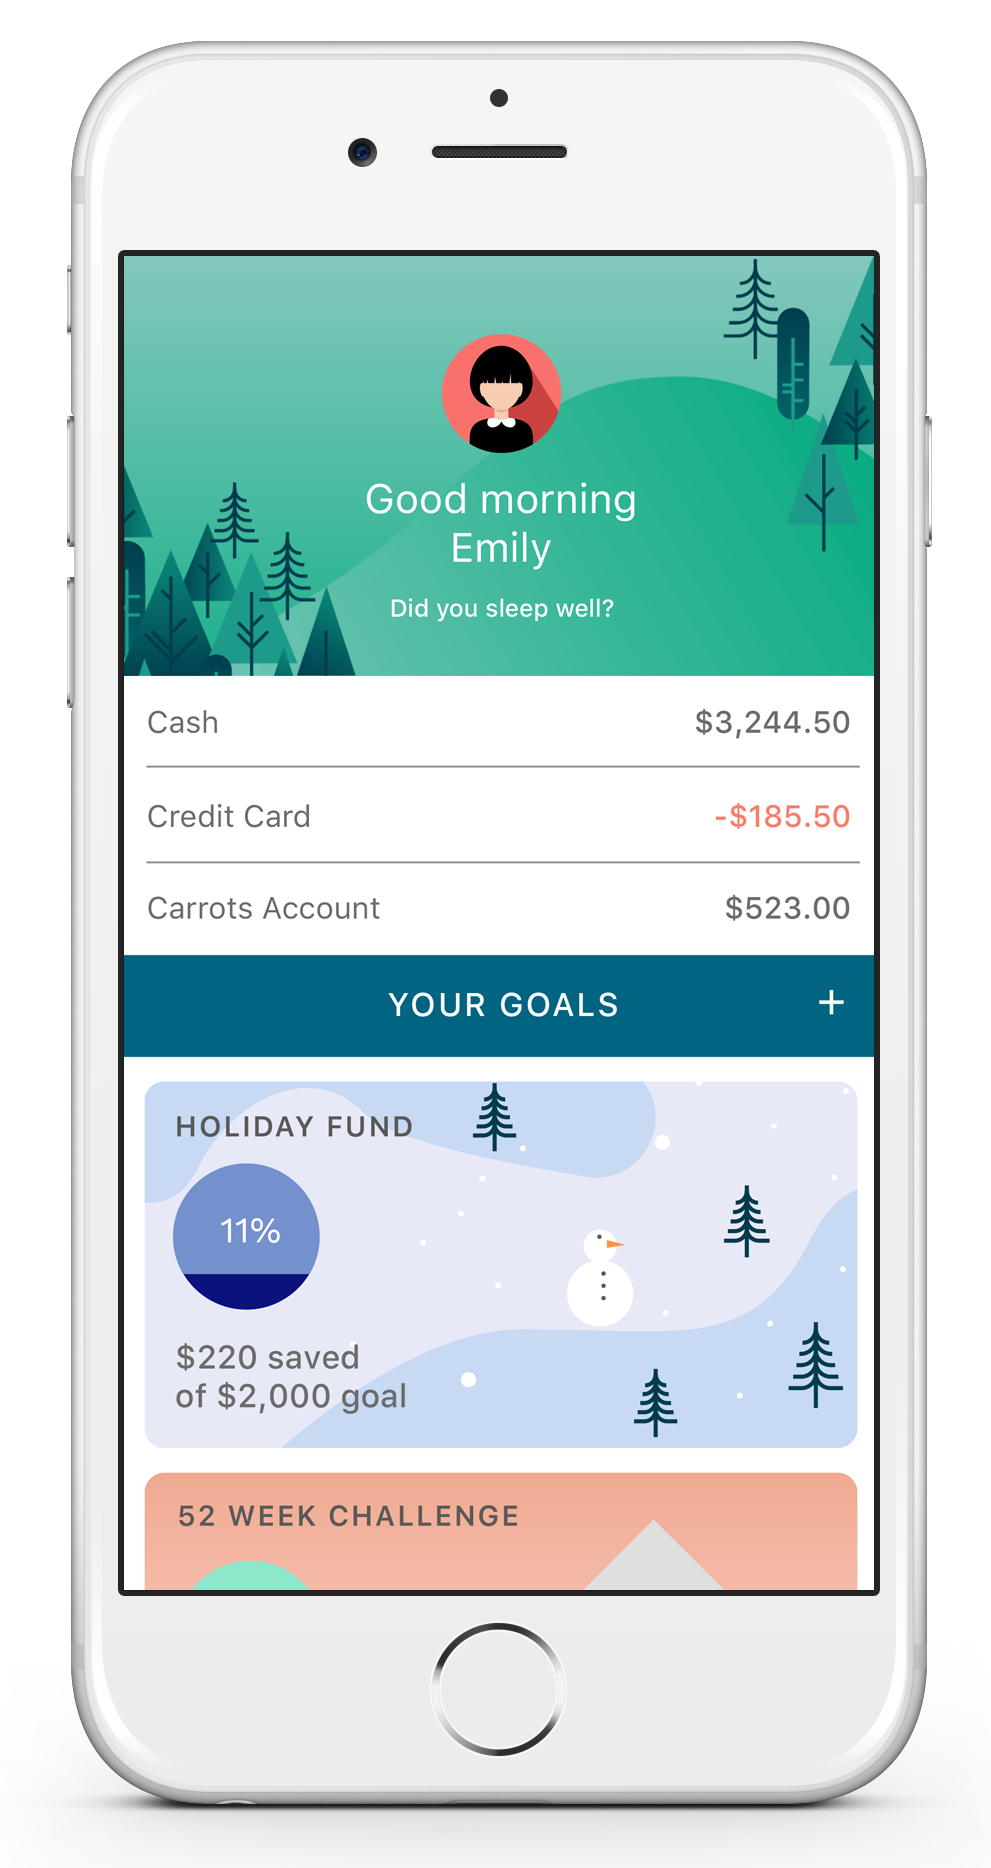 Good morning
Emily
Did you sleep well?
Cash $3,244.50
Credit Card -$185.50
Carrots Account $523.00
YOUR GOALS +
HOLIDAY FUND
11%
$220 saved
of $2,000 goal
52 WEEK CHALLENGE